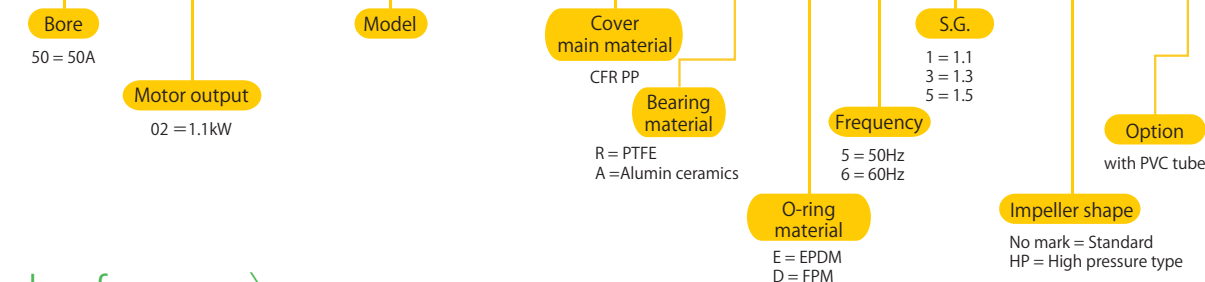 Bore
50 = 50A
Motor output
02 =1.1kW
Model
Cover
main material
CFR PP
Bearing
material
R = PTFE
A =Alumin ceramics
O-ring
material
E = EPDM
D = FPM
Frequency
5 = 50Hz
6 = 60Hz
S.G.
1 = 1.1
3 = 1.3
5 = 1.5
Impeller shape
No mark = Standard
HP = High pressure type
Option
with PVC tube